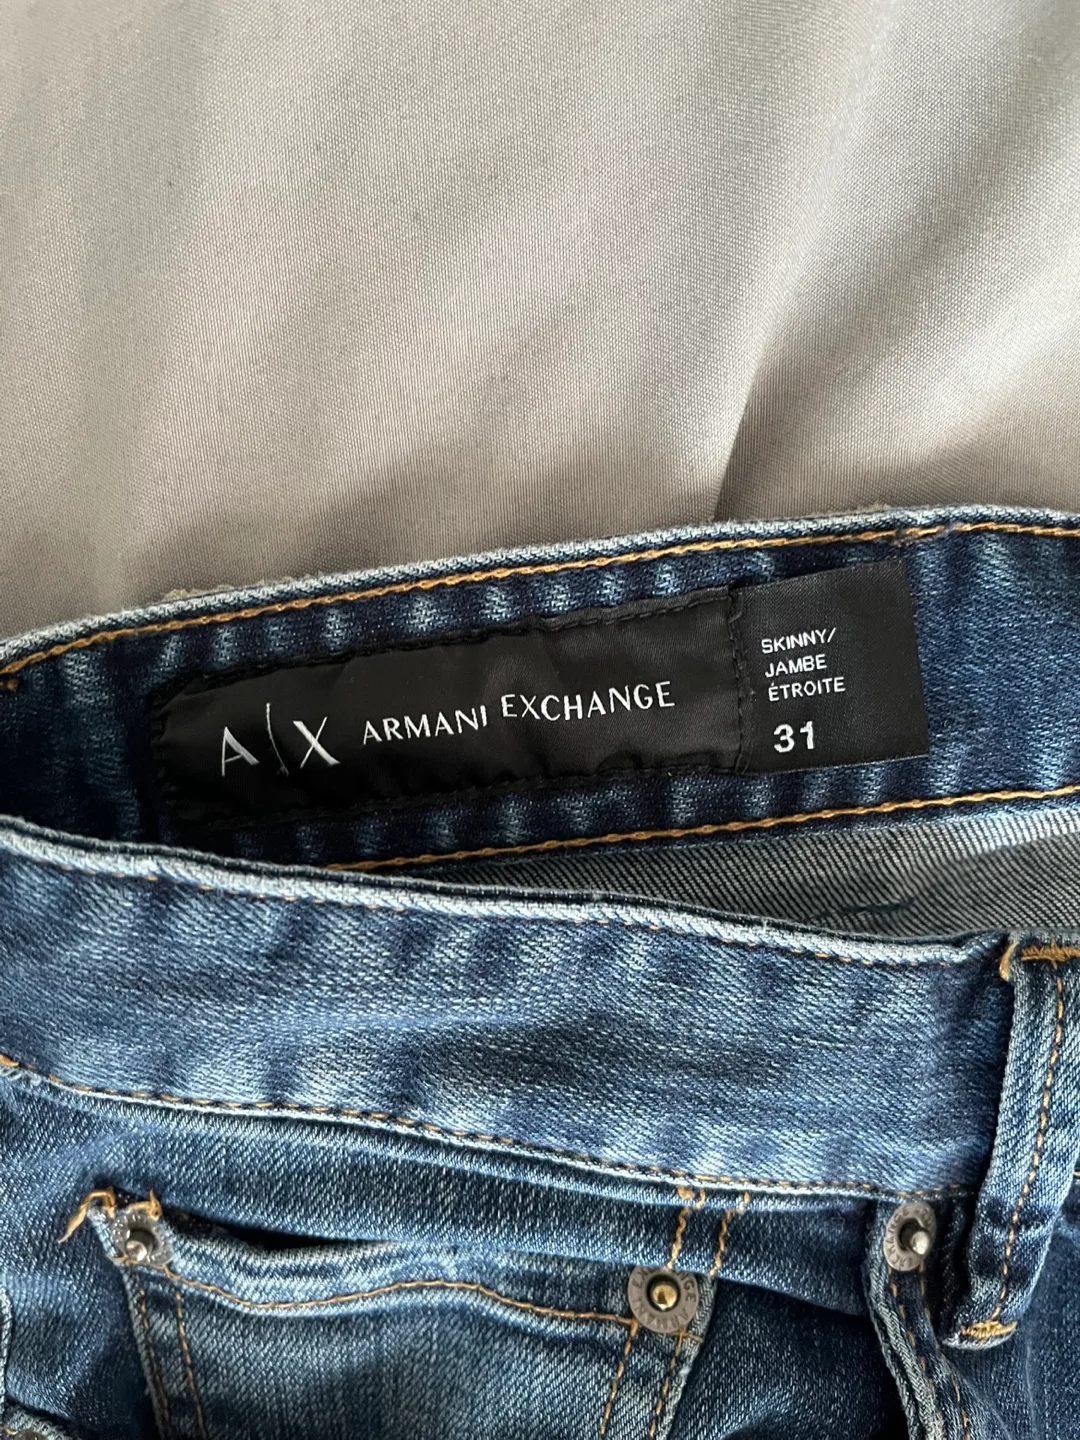 A|X ARMANI EXCHANGE
SKINNY/
JAMBE
ÉTROITE
31